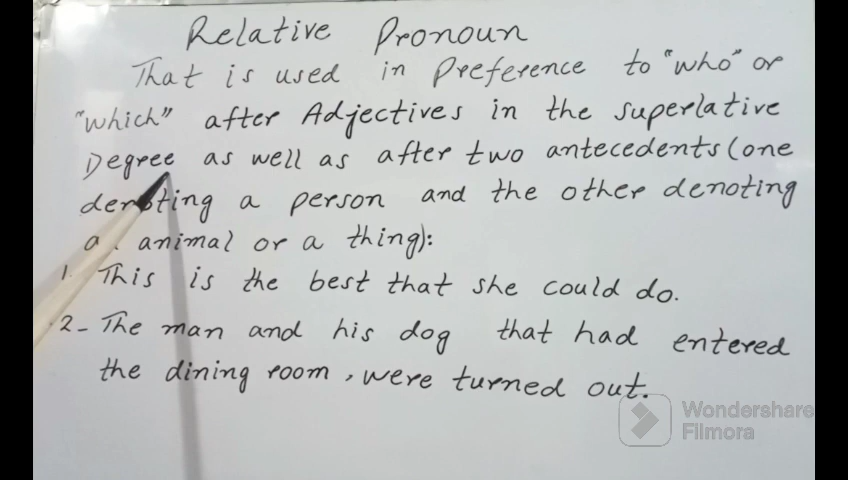 Relative Pronoun
That is used in Preference to "who" or
"which" after Adjectives in the superlative
Degree as well as after two antecedents (one
denoting a person and the other denoting
animal or a thing):
1. This is the best that she could do.
2- The man and his dog that had entered
the dining room, were turned out.
Wondershare
Filmora